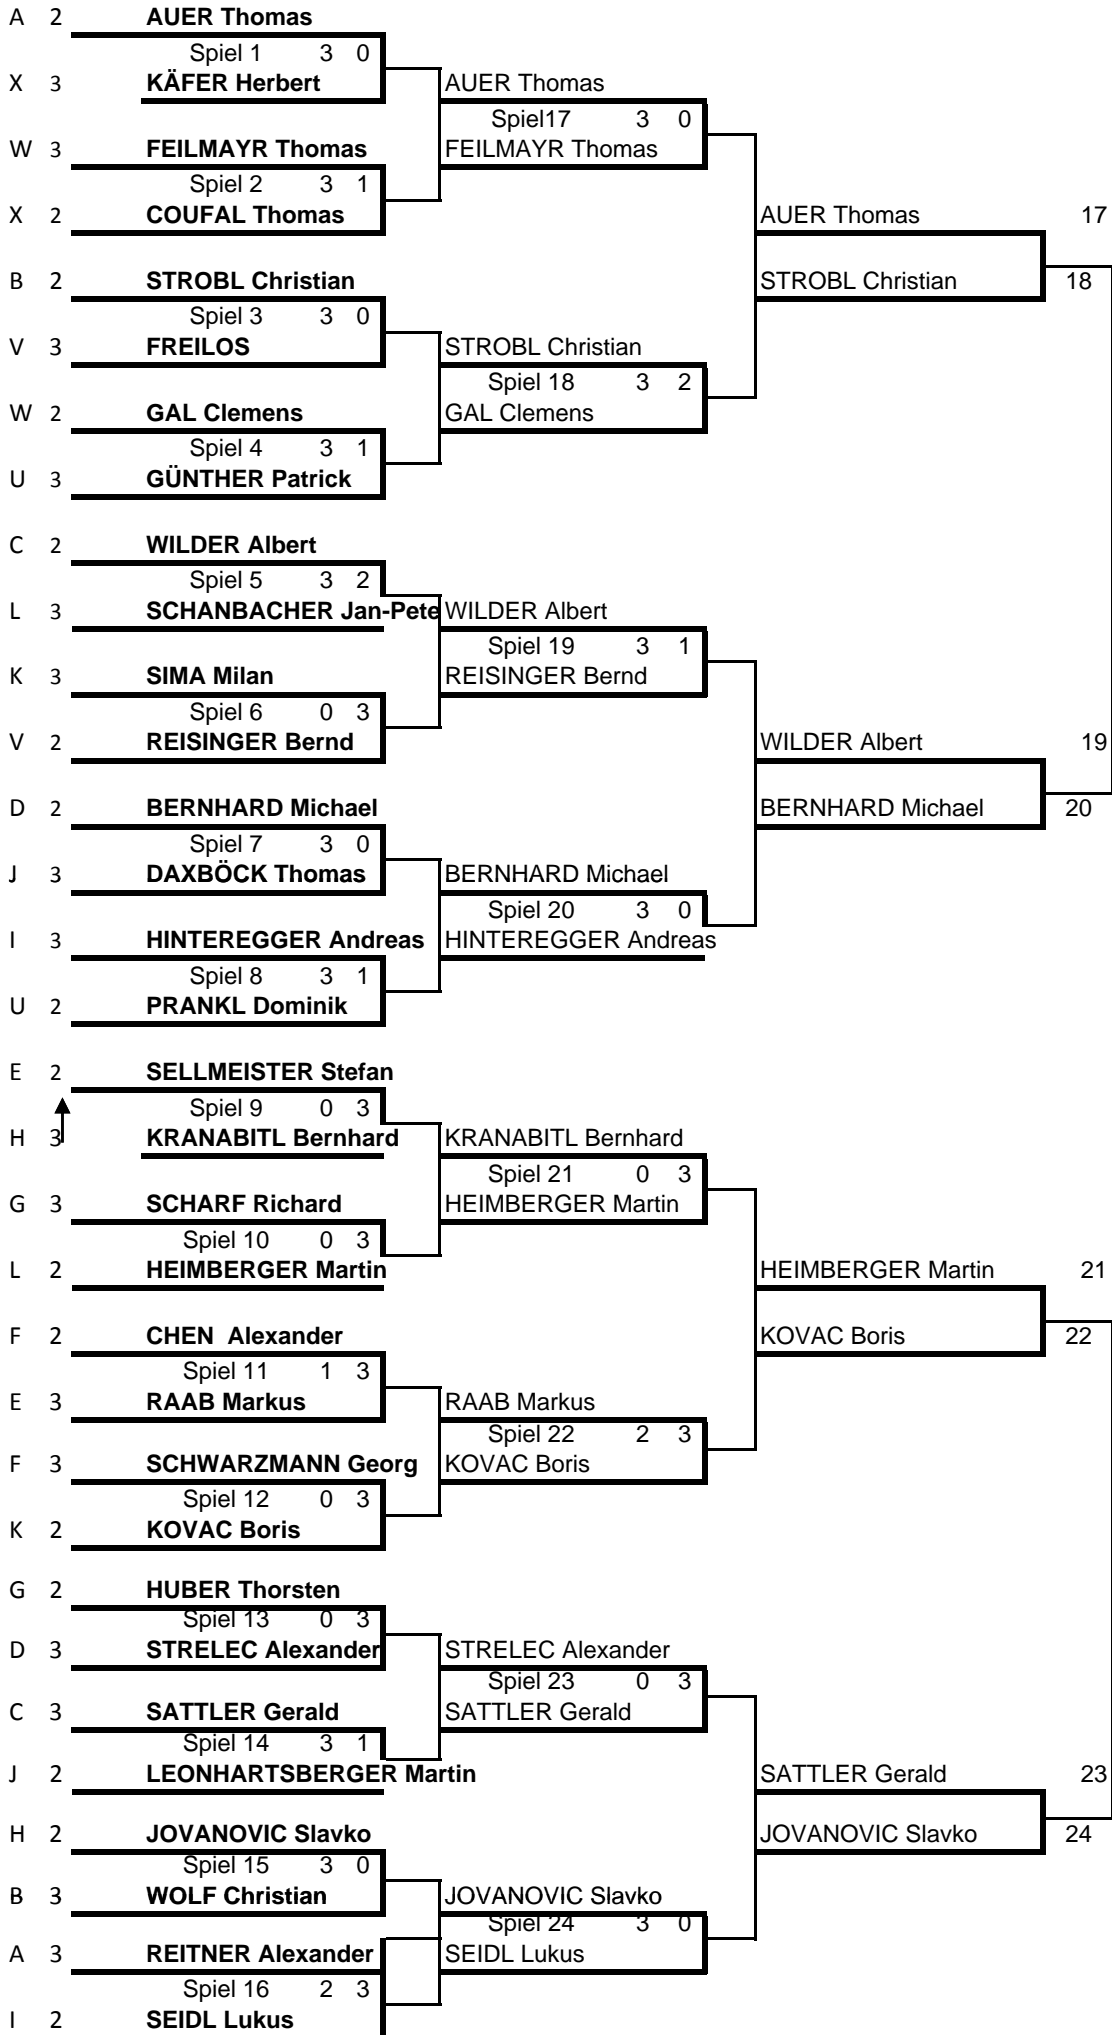 A 2 AUER Thomas
Spiel 1 3 0
X 3 KÄFER Herbert AUER Thomas
Spiel17 3 0
W 3 FEILMAYR Thomas FEILMAYR Thomas
Spiel 2 3 1
X 2 COUFAL Thomas AUER Thomas 17
B 2 STROBL Christian STROBL Christian 18
Spiel 3 3 0
V 3 FREILOS STROBL Christian
Spiel 18 3 2
W 2 GAL Clemens GAL Clemens
Spiel 4 3 1
U 3 GÜNTHER Patrick
C 2 WILDER Albert
Spiel 5 3 2
L 3 SCHANBACHER Jan-Pete WILDER Albert
Spiel 19 3 1
K 3 SIMA Milan REISINGER Bernd
Spiel 6 0 3
V 2 REISINGER Bernd WILDER Albert 19
D 2 BERNHARD Michael BERNHARD Michael 20
Spiel 7 3 0
J 3 DAXBÖCK Thomas BERNHARD Michael
Spiel 20 3 0
I 3 HINTEREGGER Andreas HINTEREGGER Andreas
Spiel 8 3 1
U 2 PRANKL Dominik
E 2 SELLMEISTER Stefan
Spiel 9 0 3
H 3 KRANABITL Bernhard KRANABITL Bernhard
Spiel 21 0 3
G 3 SCHARF Richard HEIMBERGER Martin
Spiel 10 0 3
L 2 HEIMBERGER Martin HEIMBERGER Martin 21
F 2 CHEN Alexander KOVAC Boris 22
Spiel 11 1 3
E 3 RAAB Markus RAAB Markus
Spiel 22 2 3
F 3 SCHWARZMANN Georg KOVAC Boris
Spiel 12 0 3
K 2 KOVAC Boris
G 2 HUBER Thorsten
Spiel 13 0 3
D 3 STRELEC Alexander STRELEC Alexander
Spiel 23 0 3
C 3 SATTLER Gerald SATTLER Gerald
Spiel 14 3 1
J 2 LEONHARTSBERGER Martin SATTLER Gerald 23
H 2 JOVANOVIC Slavko JOVANOVIC Slavko 24
Spiel 15 3 0
B 3 WOLF Christian JOVANOVIC Slavko
Spiel 24 3 0
A 3 REITNER Alexander SEIDL Lukus
Spiel 16 2 3
I 2 SEIDL Lukus